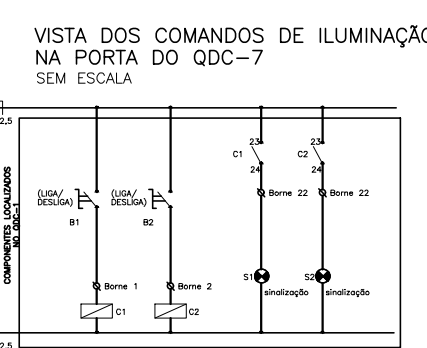 VISTA DOS COMANDOS DE ILUMINAÇÃO
NA PORTA DO QDC-7
SEM ESCALA
2,5
23
C1
24
23
C2
24
COMPONENTES LOCALIZADOS
NO QDC-1
(LIGA/
DESLIGA)
B1
(LIGA/
DESLIGA)
B2
Borne 22
Borne 22
S1
sinalização
S2
sinalização
Borne 1
Borne 2
C1
C2
2,5